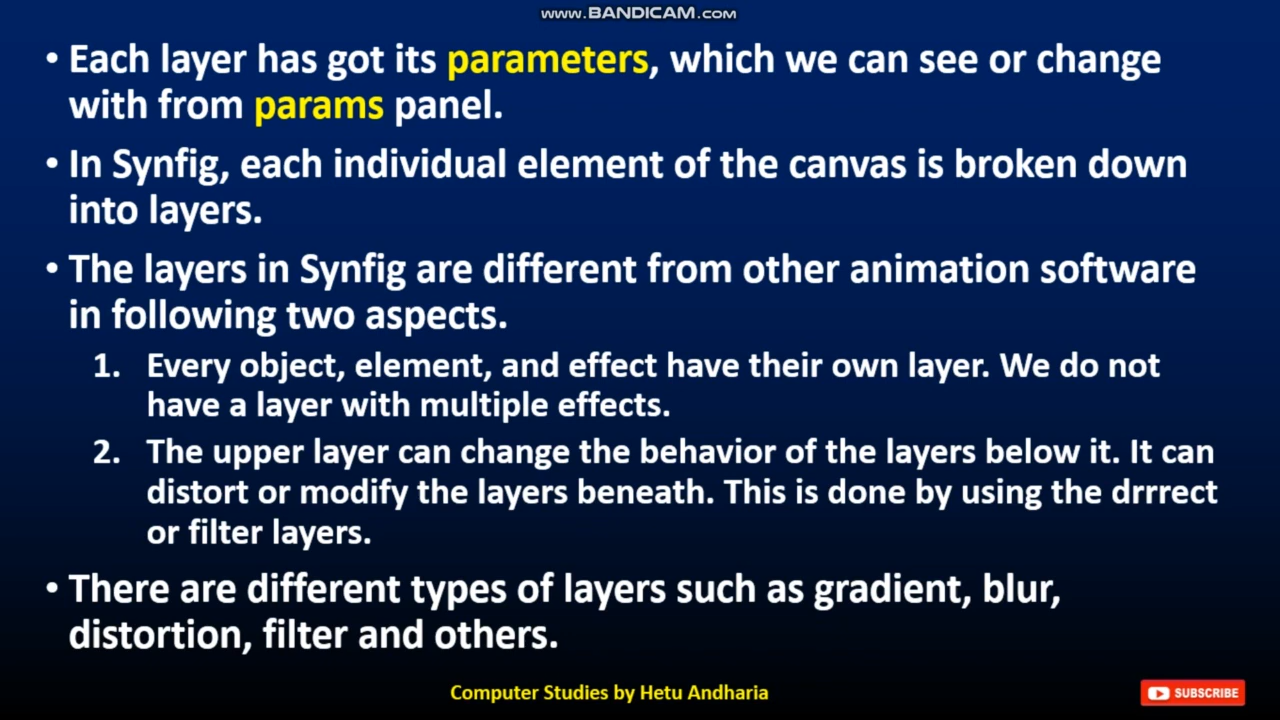 www.BANDICAM.com
• Each layer has got its parameters, which we can see or change
with from params panel.
• In Synfig, each individual element of the canvas is broken down
into layers.
• The layers in Synfig are different from other animation software
in following two aspects.
1. Every object, element, and effect have their own layer. We do not
have a layer with multiple effects.
2. The upper layer can change the behavior of the layers below it. It can
distort or modify the layers beneath. This is done by using the drrrect
or filter layers.
• There are different types of layers such as gradient, blur,
distortion, filter and others.
Computer Studies by Hetu Andharia
SUBSCRIBE